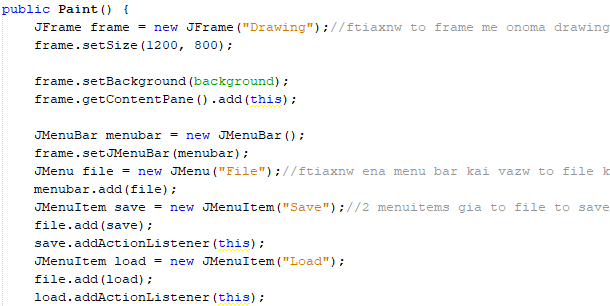 public Paint() {
JFrame frame = new JFrame("Drawing");//ftiaxnw to frame me onoma drawing
frame.setSize(1200, 800);
frame.setBackground(background);
frame.getContentPane().add(this);
JMenuBar menubar = new JMenuBar();
frame.setJMenuBar(menubar);
JMenu file = new JMenu("File");//ftiaxnw ena menu bar kai vazw to file k
menubar.add(file);
JMenuItem save = new JMenuItem("Save");//2 menuitems gia to file to save
file.add(save);
save.addActionListener(this);
JMenuItem load = new JMenuItem("Load");
file.add(load);
load.addActionListener(this);